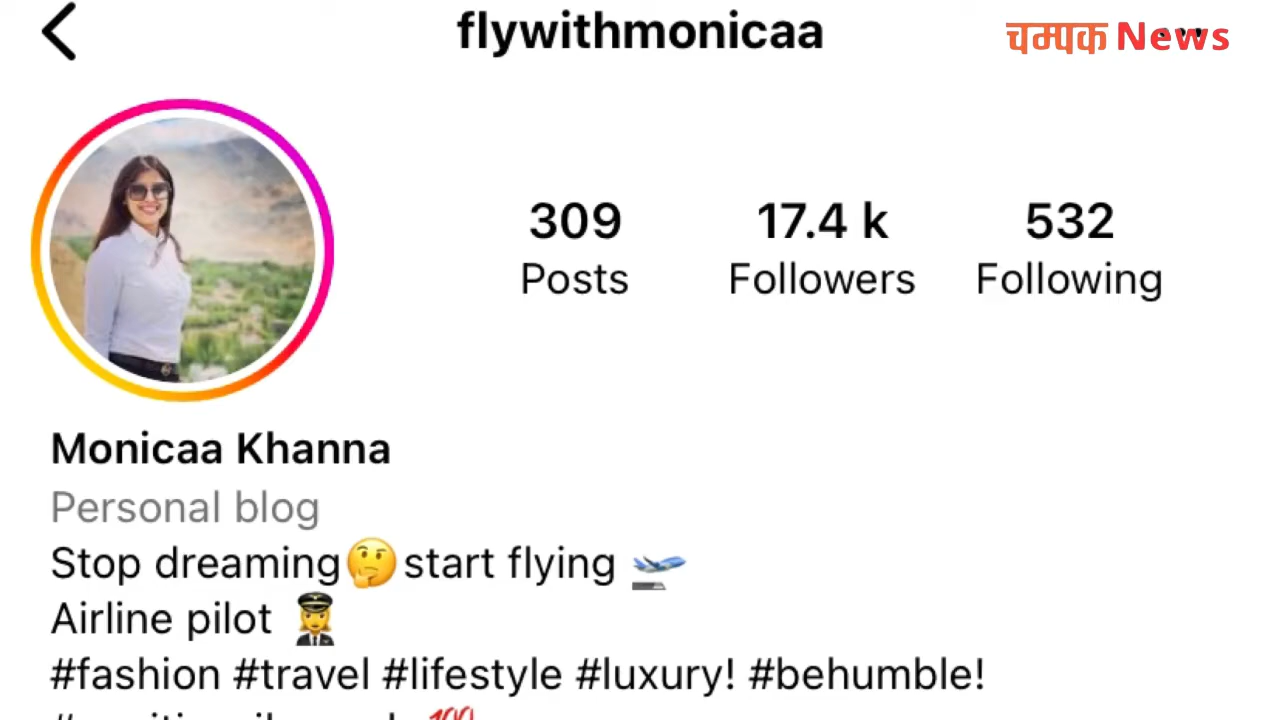 flywithmonicaa
चम्पक News
309 17.4 k 532
Posts Followers Following
Monicaa Khanna
Personal blog
Stop dreaming🤔start flying 🛫
Airline pilot 👩‍✈️
#fashion #travel #lifestyle #luxury! #behumble!
💯